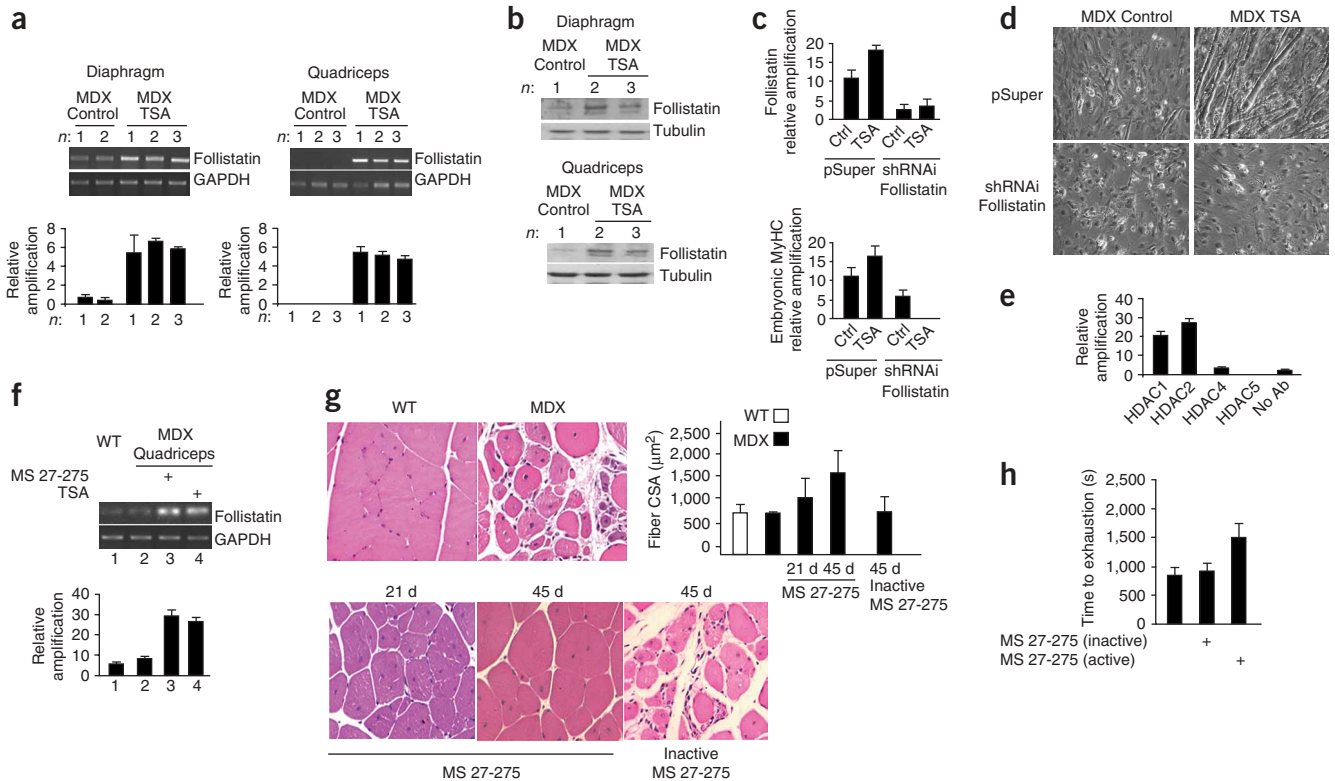 a
Diaphragm
MDX Control
MDX TSA
n: 1 2 1 2 3
Follistatin
GAPDH
Relative amplification
8
6
4
2
0
n: 1 2 1 2 3
Quadriceps
MDX Control
MDX TSA
n: 1 2 3 1 2 3
Follistatin
GAPDH
Relative amplification
8
6
4
2
0
n: 1 2 3 1 2 3
b
Diaphragm
MDX Control
MDX TSA
n: 1 2 3
Follistatin
Tubulin
Quadriceps
MDX Control
MDX TSA
n: 1 2 3
Follistatin
Tubulin
c
Follistatin relative amplification
20
15
10
5
0
Ctrl TSA Ctrl TSA
pSuper shRNAi Follistatin
Embryonic MyHC relative amplification
20
15
10
5
0
Ctrl TSA Ctrl TSA
pSuper shRNAi Follistatin
d
MDX Control MDX TSA
pSuper
shRNAi Follistatin
e
Relative amplification
40
30
20
10
0
HDAC1 HDAC2 HDAC4 HDAC5 No Ab
f
WT MDX Quadriceps
MS 27-275 +
TSA +
Follistatin
GAPDH
1 2 3 4
Relative amplification
40
30
20
10
0
1 2 3 4
g
WT MDX
21 d 45 d 45 d
MS 27-275
Inactive MS 27-275
WT
MDX
Fiber CSA (μm²)
2,500
2,000
1,500
1,000
500
0
21 d 45 d 45 d
MS 27-275
Inactive MS 27-275
h
Time to exhaustion (s)
2,000
1,500
1,000
500
0
MS 27-275 (inactive) +
MS 27-275 (active) +